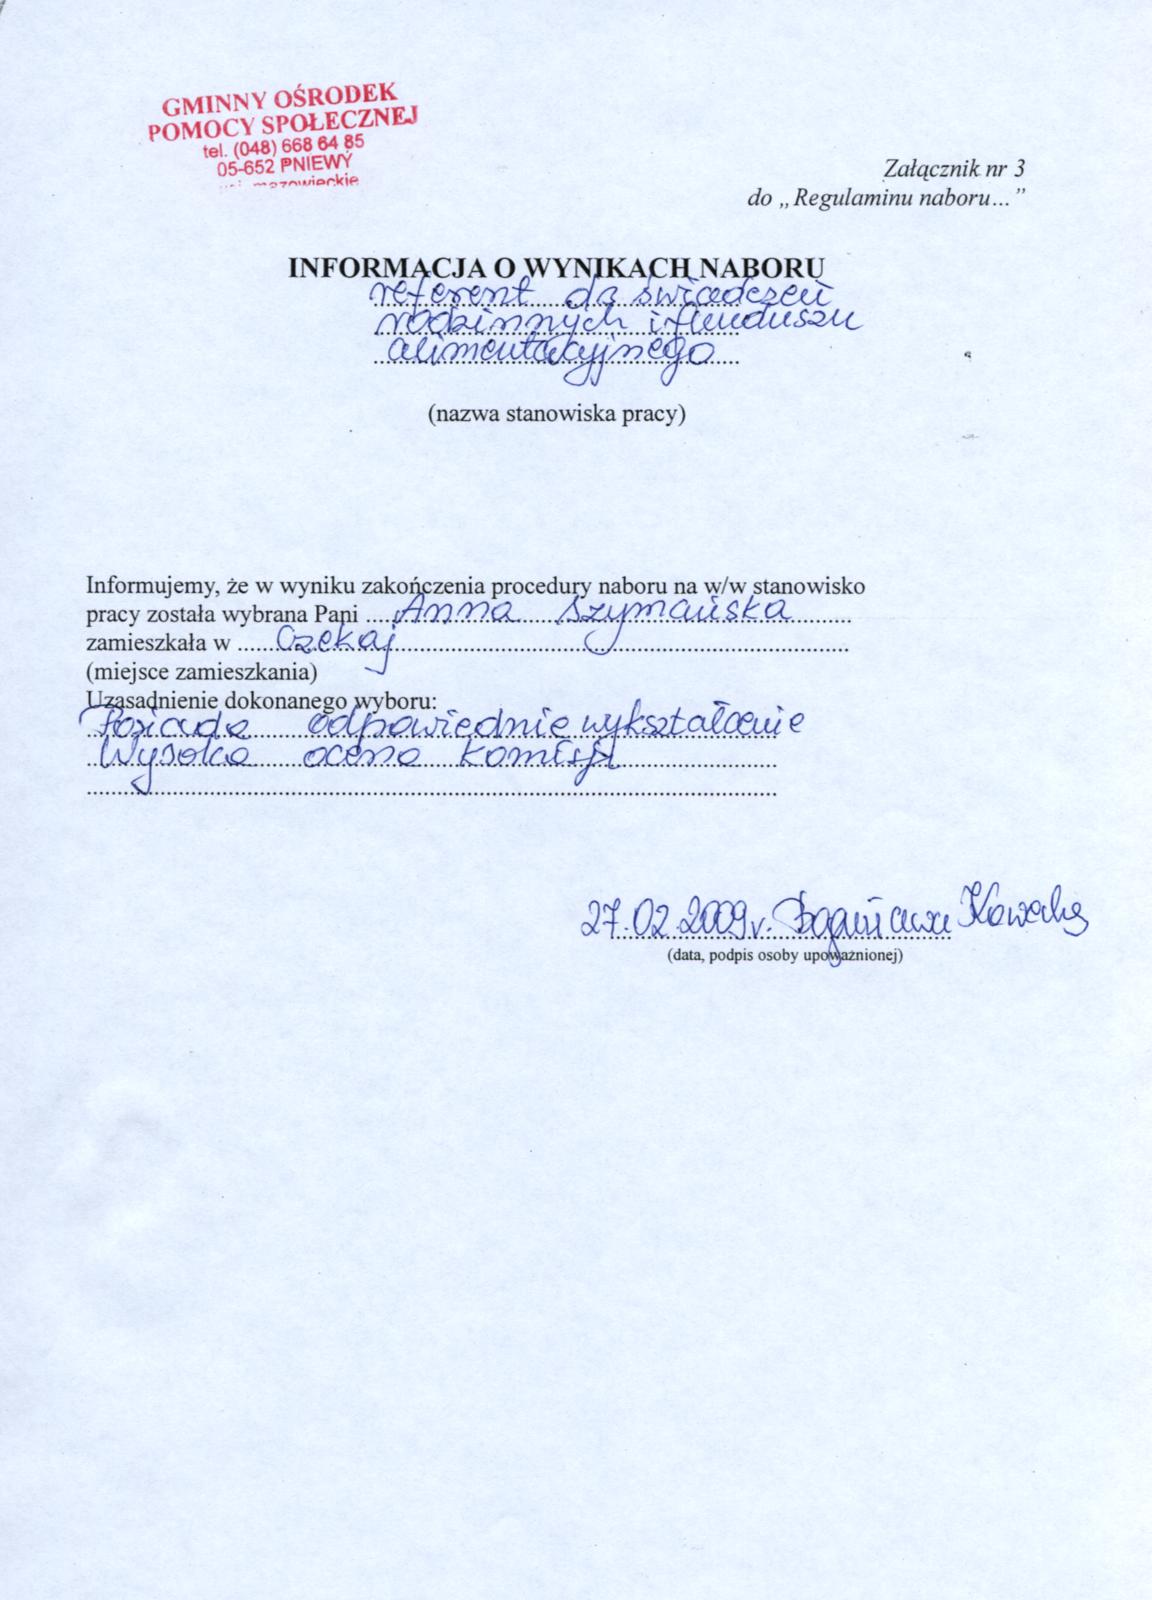 GMINNY OŚRODEK
POMOCY SPOŁECZNEJ
tel. (048) 668 64 85
05-652 PNIEWY
woj. mazowieckie
Załącznik nr 3
do „Regulaminu naboru...”
INFORMACJA O WYNIKACH NABORU
referent ds świadczeń
rodzinnych i funduszu
alimentacyjnego
(nazwa stanowiska pracy)
Informujemy, że w wyniku zakończenia procedury naboru na w/w stanowisko
pracy została wybrana Pani ....Anna Szymańska..........
zamieszkała w ......Czekaj..........................................................................
(miejsce zamieszkania)
Uzasadnienie dokonanego wyboru:
Posiada odpowiednie wykształcenie
Wysoka ocena komisji
27.02.2009r.
(data, podpis osoby upoważnionej)